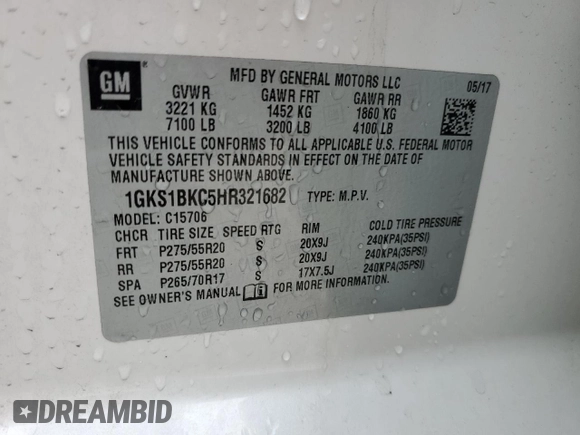 GM
MFD BY GENERAL MOTORS LLC 05/17
GVWR GAWR FRT GAWR RR
3221 KG 1452 KG 1860 KG
7100 LB 3200 LB 4100 LB
THIS VEHICLE CONFORMS TO ALL APPLICABLE U.S. FEDERAL MOTOR
VEHICLE SAFETY STANDARDS IN EFFECT ON THE DATE OF
MANUFACTURE SHOWN ABOVE.
1GKS1BKC5HR321682 TYPE: M.P.V.
MODEL: C15706
CHCR TIRE SIZE SPEED RTG RIM COLD TIRE PRESSURE
FRT P275/55R20 S 20X9J 240KPA(35PSI)
RR P275/55R20 S 20X9J 240KPA(35PSI)
SPA P265/70R17 S 17X7.5J 240KPA(35PSI)
SEE OWNER'S MANUAL FOR MORE INFORMATION.
DREAMBID